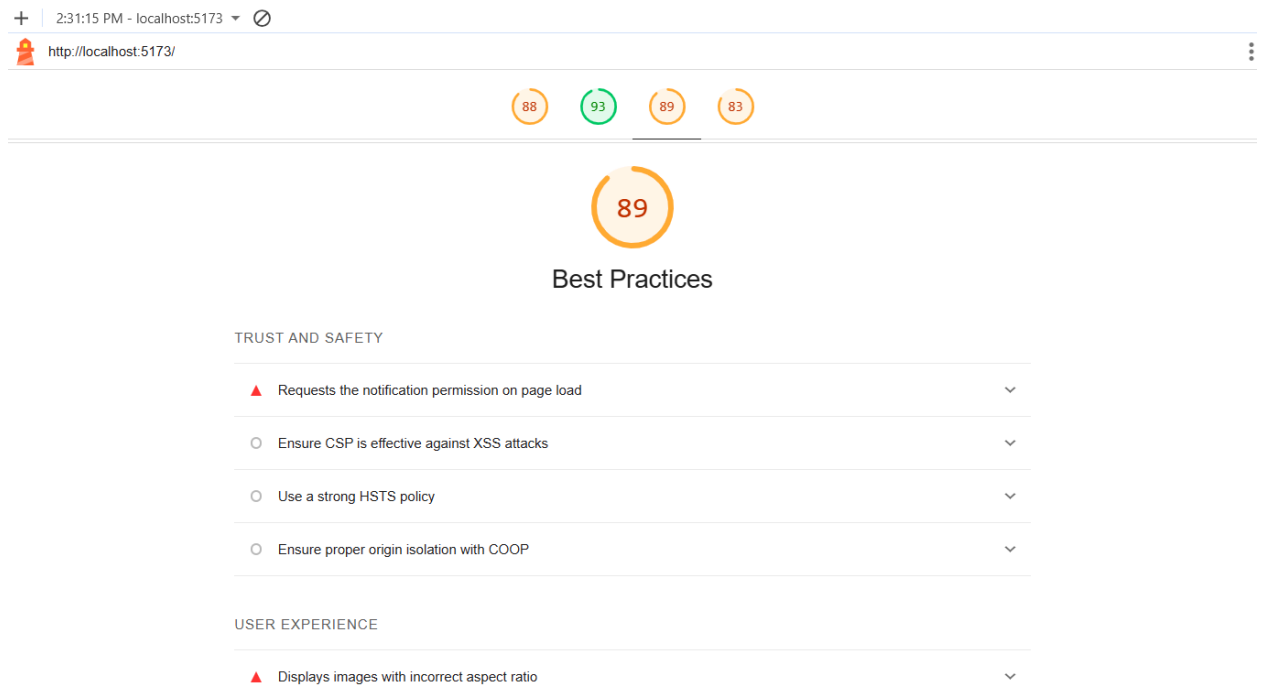 2:31:15 PM - localhost:5173
http://localhost:5173/
88 93 89 83
89
Best Practices
TRUST AND SAFETY
Requests the notification permission on page load
Ensure CSP is effective against XSS attacks
Use a strong HSTS policy
Ensure proper origin isolation with COOP
USER EXPERIENCE
Displays images with incorrect aspect ratio